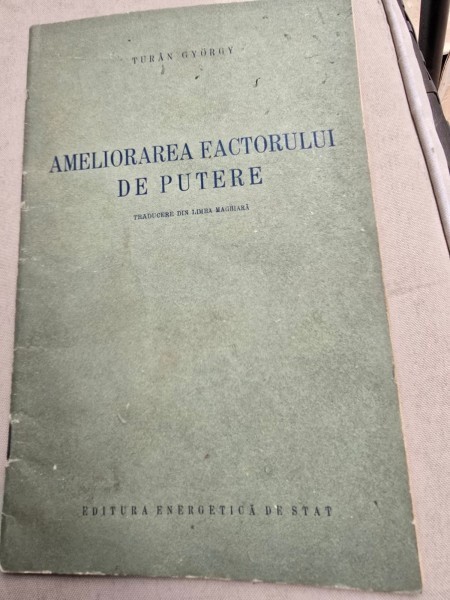 TURÁN GYÖRGY
AMELIORAREA FACTORULUI
DE PUTERE
TRADUCERE DIN LIMBA MAGHIARĂ
EDITURA ENERGETICĂ DE STAT